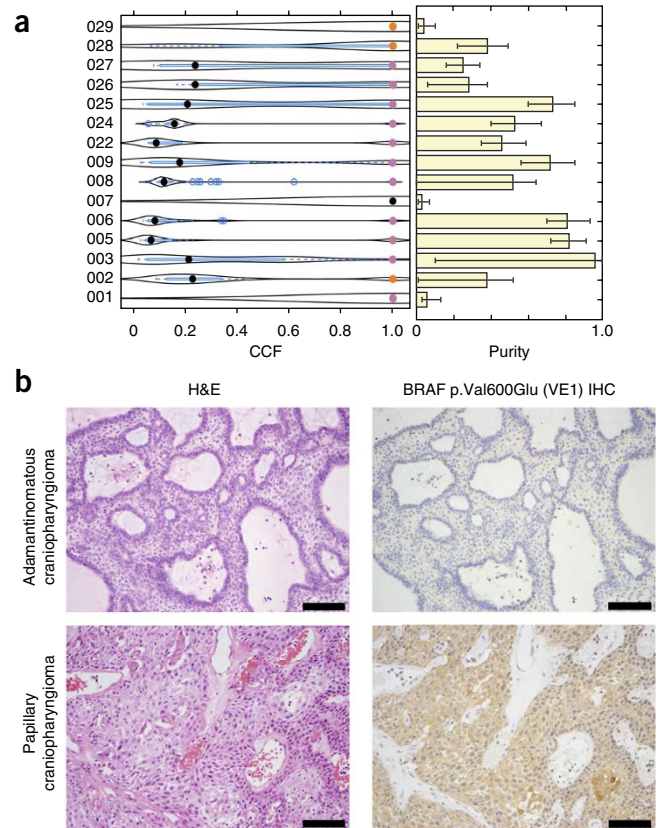 a
029
028
027
026
025
024
022
009
008
007
006
005
003
002
001
0 0.2 0.4 0.6 0.8 1.0 0 1.0
CCF Purity
b
H&E BRAF p.Val600Glu (VE1) IHC
Adamantinomatous
craniopharyngioma
Papillary
craniopharyngioma